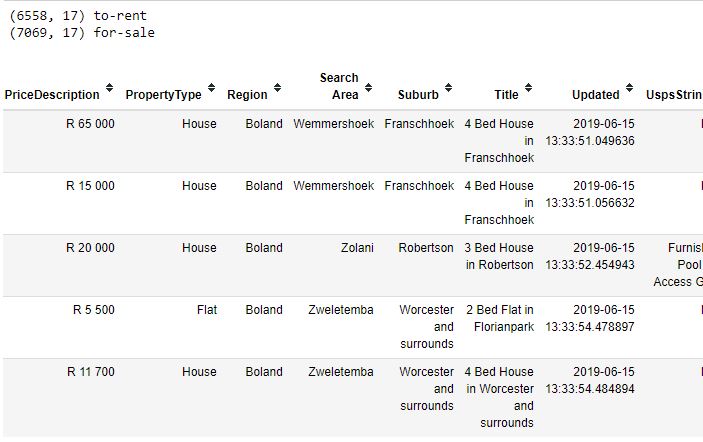 (6558, 17) to-rent
(7069, 17) for-sale
PriceDescription PropertyType Region Search Area Suburb Title Updated UspsStrin
R 65 000 House Boland Wemmershoek Franschhoek 4 Bed House in Franschhoek 2019-06-15 13:33:51.049636
R 15 000 House Boland Wemmershoek Franschhoek 4 Bed House in Franschhoek 2019-06-15 13:33:51.056632
R 20 000 House Boland Zolani Robertson 3 Bed House in Robertson 2019-06-15 13:33:52.454943 Furnis Pool Access G
R 5 500 Flat Boland Zweletemba Worcester and surrounds 2 Bed Flat in Florianpark 2019-06-15 13:33:54.478897
R 11 700 House Boland Zweletemba Worcester and surrounds 4 Bed House in Worcester and surrounds 2019-06-15 13:33:54.484894